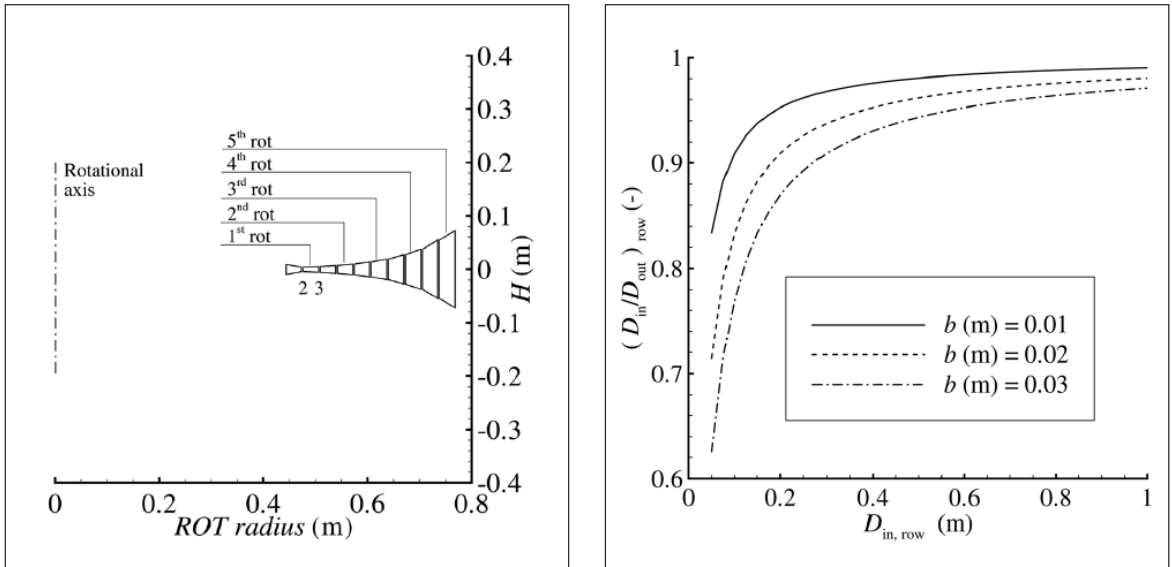 0.4
0.3
0.2
0.1
0
-0.1
-0.2
-0.3
-0.4
H (m)
5th rot
4th rot
3rd rot
2nd rot
1st rot
Rotational
axis
2 3
0 0.2 0.4 0.6 0.8
ROT radius (m)
1
0.9
0.8
0.7
0.6
(Din/Dout) row (-)
b (m) = 0.01
b (m) = 0.02
b (m) = 0.03
0 0.2 0.4 0.6 0.8 1
Din, row (m)